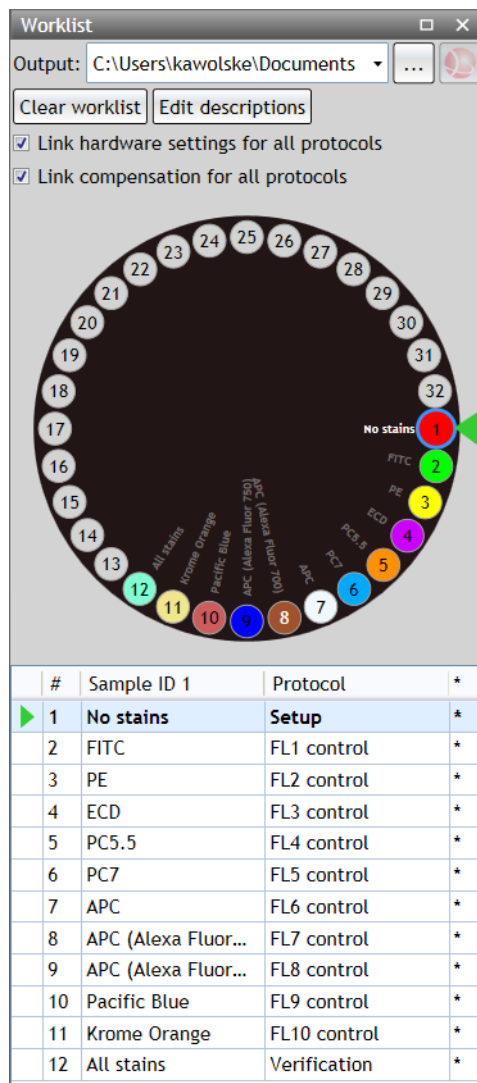 Worklist
Output: C:\Users\kawolske\Documents ...
Clear worklist Edit descriptions
Link hardware settings for all protocols
Link compensation for all protocols
25
24 26
23 27
22 28
21 29
20 30
19 31
18 32
17 No stains 1
16 FITC 2
15 PE 3
14 ECD 4
13 PC5.5 5
12 All stains PC7 6
11 Krome Orange APC 7
10 Pacific Blue APC (Alexa Fluor 700) 8
APC (Alexa Fluor 750) 9
# Sample ID 1 Protocol *
1 No stains Setup *
2 FITC FL1 control *
3 PE FL2 control *
4 ECD FL3 control *
5 PC5.5 FL4 control *
6 PC7 FL5 control *
7 APC FL6 control *
8 APC (Alexa Fluor... FL7 control *
9 APC (Alexa Fluor... FL8 control *
10 Pacific Blue FL9 control *
11 Krome Orange FL10 control *
12 All stains Verification *